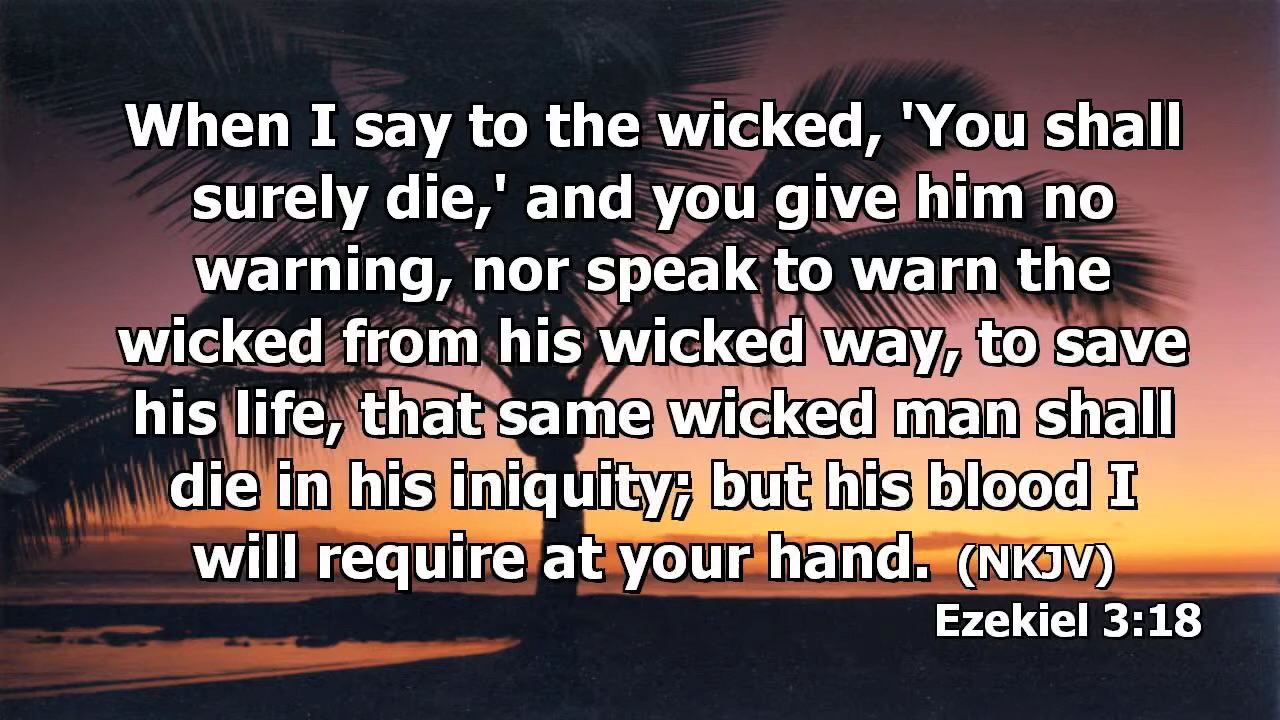 When I say to the wicked, 'You shall
surely die,' and you give him no
warning, nor speak to warn the
wicked from his wicked way, to save
his life, that same wicked man shall
die in his iniquity; but his blood I
will require at your hand. (NKJV)
Ezekiel 3:18